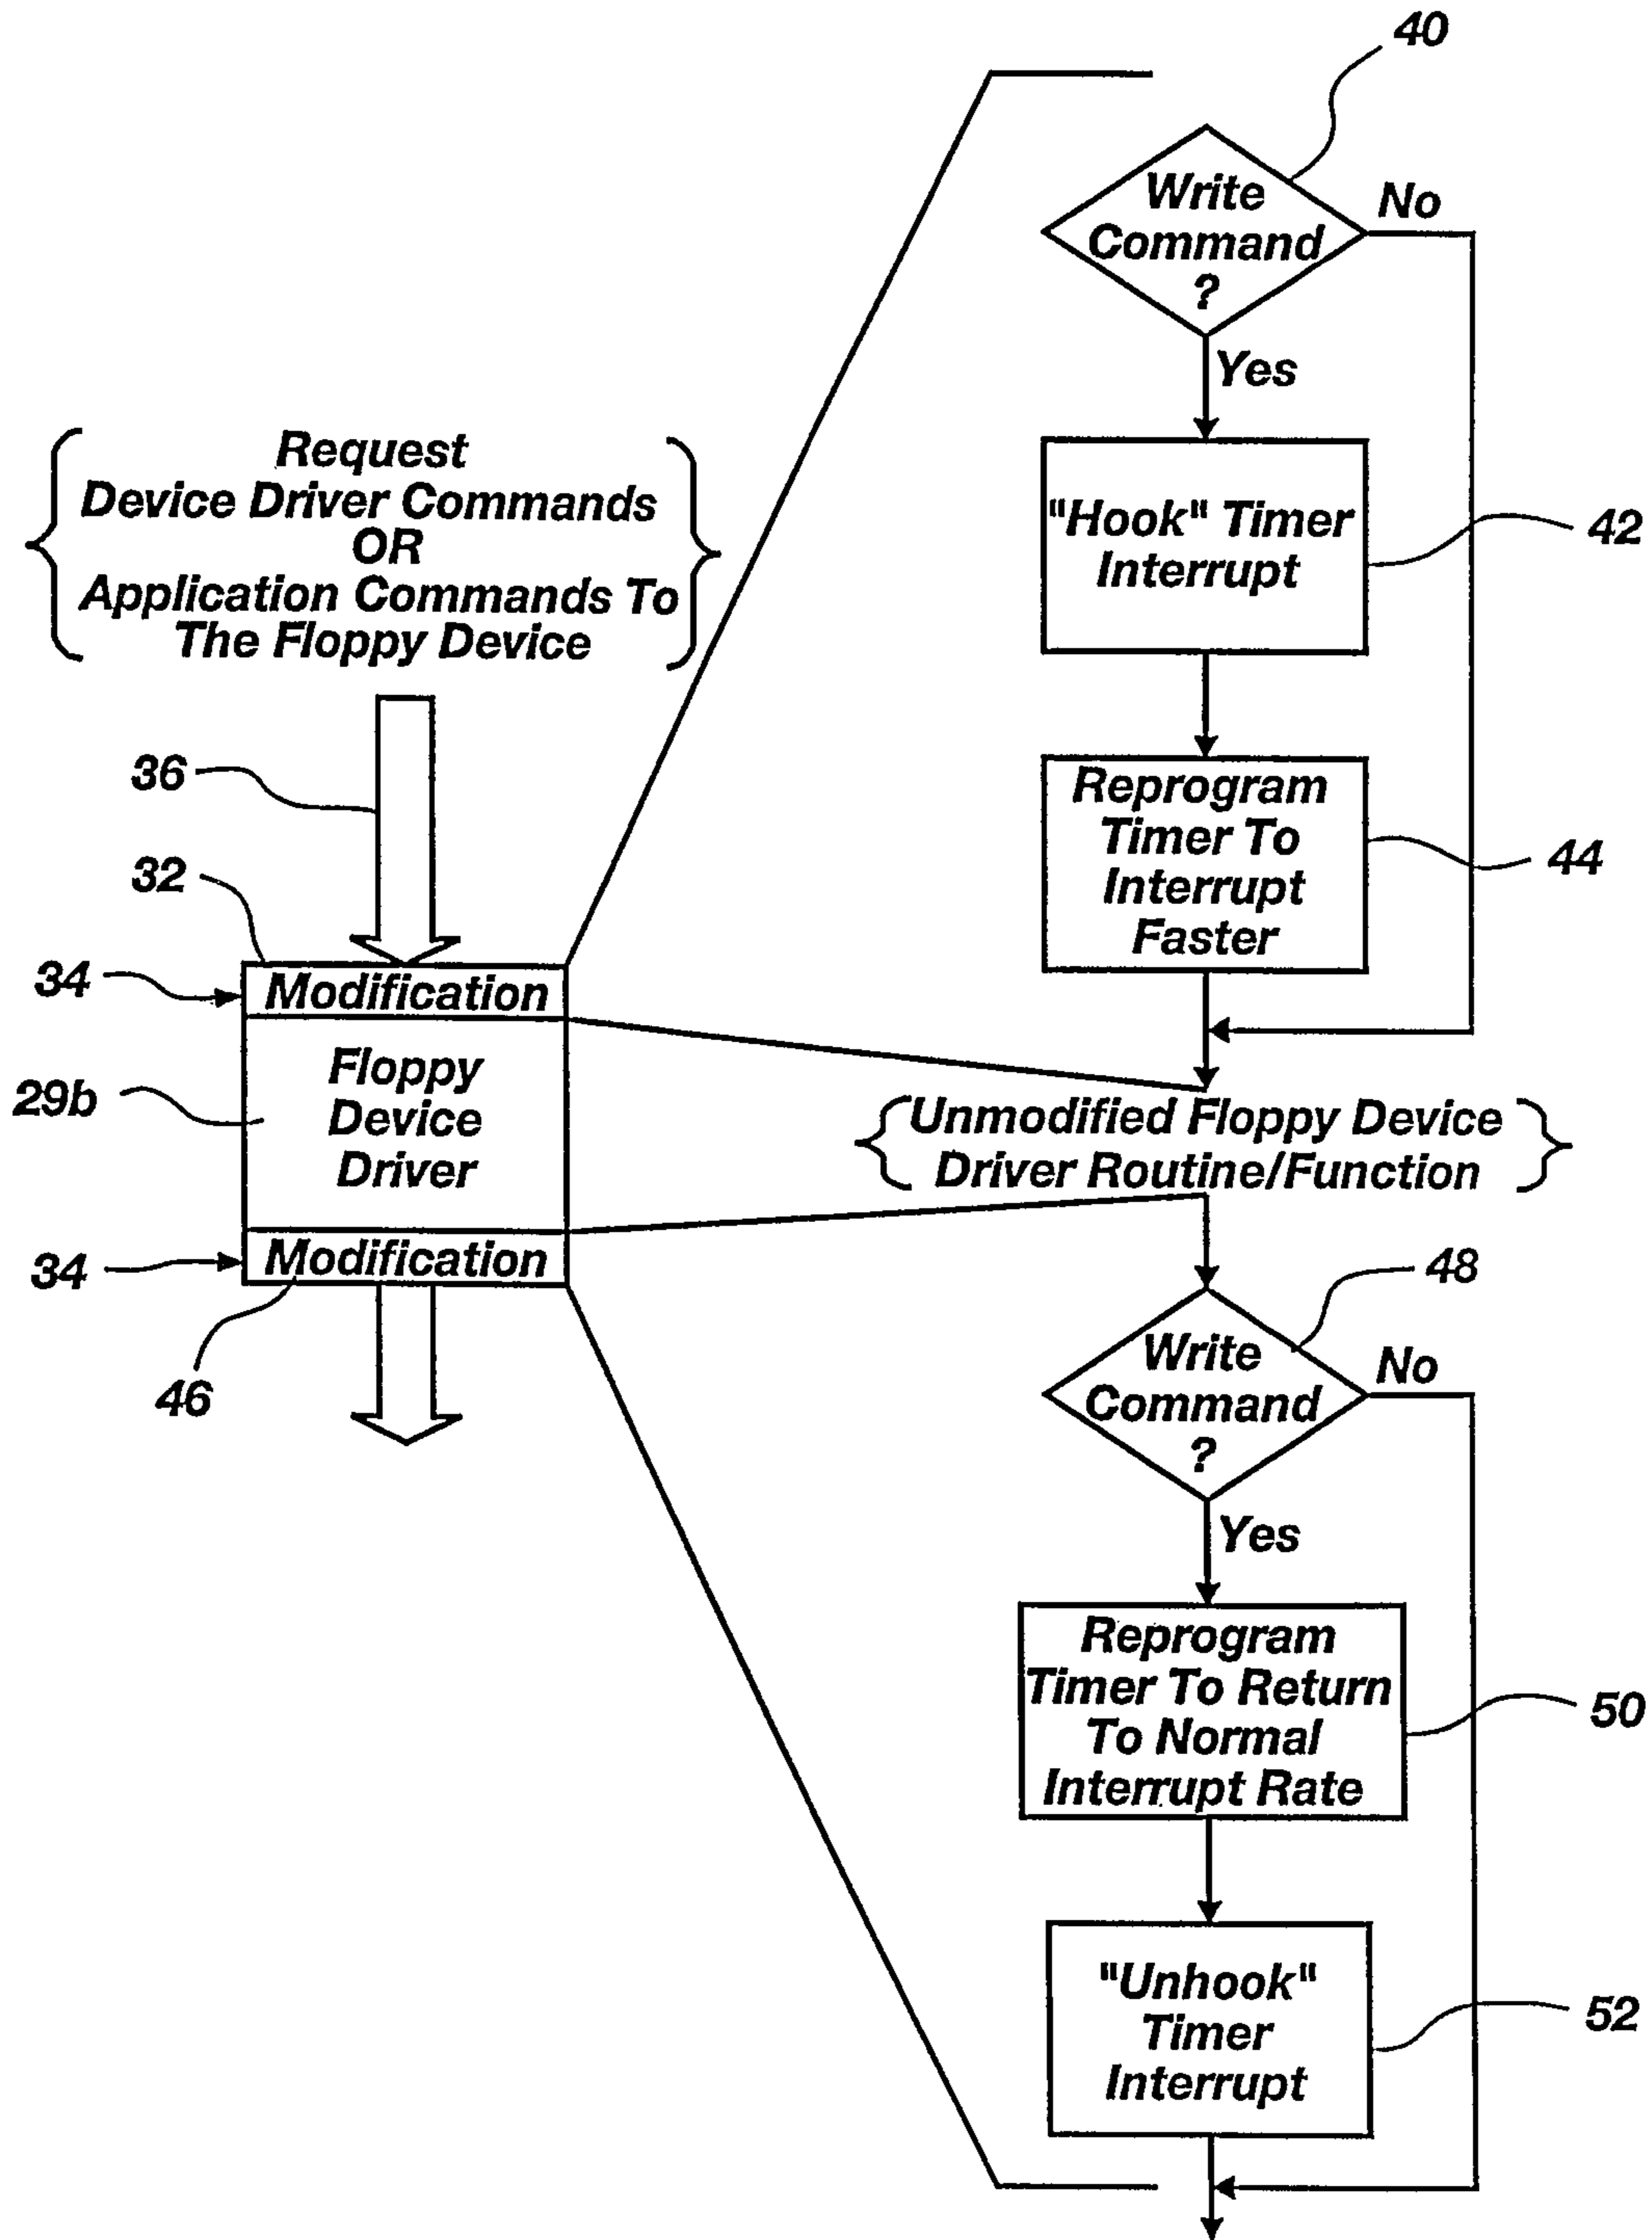 40
Write
Command
?
No
Yes
"Hook" Timer
Interrupt
42
Reprogram
Timer To
Interrupt
Faster
44
Request
Device Driver Commands
OR
Application Commands To
The Floppy Device
36
32
34
Modification
Floppy
Device
Driver
29b
34
Modification
46
Unmodified Floppy Device
Driver Routine/Function
48
Write
Command
?
No
Yes
Reprogram
Timer To Return
To Normal
Interrupt Rate
50
"Unhook"
Timer
Interrupt
52